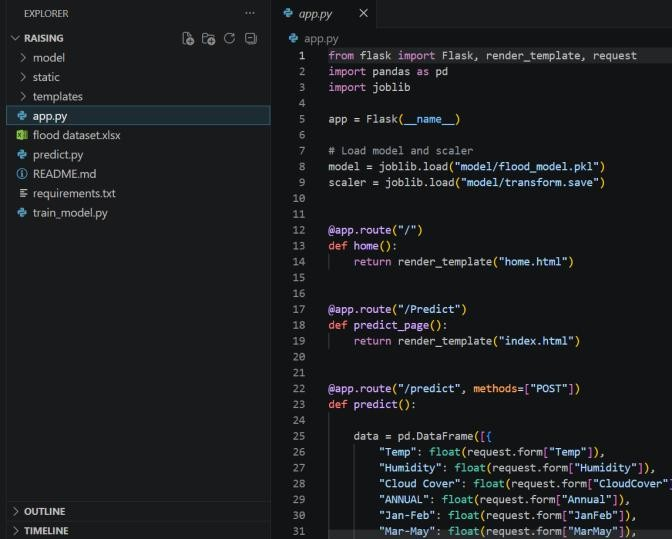 EXPLORER
RAISING
model
static
templates
app.py
flood dataset.xlsx
predict.py
README.md
requirements.txt
train_model.py
OUTLINE
TIMELINE
app.py
app.py
1 from flask import Flask, render_template, request
2 import pandas as pd
3 import joblib
4
5 app = Flask(__name__)
6
7 # Load model and scaler
8 model = joblib.load("model/flood_model.pkl")
9 scaler = joblib.load("model/transform.save")
10
11
12 @app.route("/")
13 def home():
14     return render_template("home.html")
15
16
17 @app.route("/Predict")
18 def predict_page():
19     return render_template("index.html")
20
21
22 @app.route("/predict", methods=["POST"])
23 def predict():
24
25     data = pd.DataFrame([{
26         "Temp": float(request.form["Temp"]),
27         "Humidity": float(request.form["Humidity"]),
28         "Cloud Cover": float(request.form["CloudCover"]
29         "ANNUAL": float(request.form["Annual"]),
30         "Jan-Feb": float(request.form["JanFeb"]),
31         "Mar-May": float(request.form["MarMay"]),